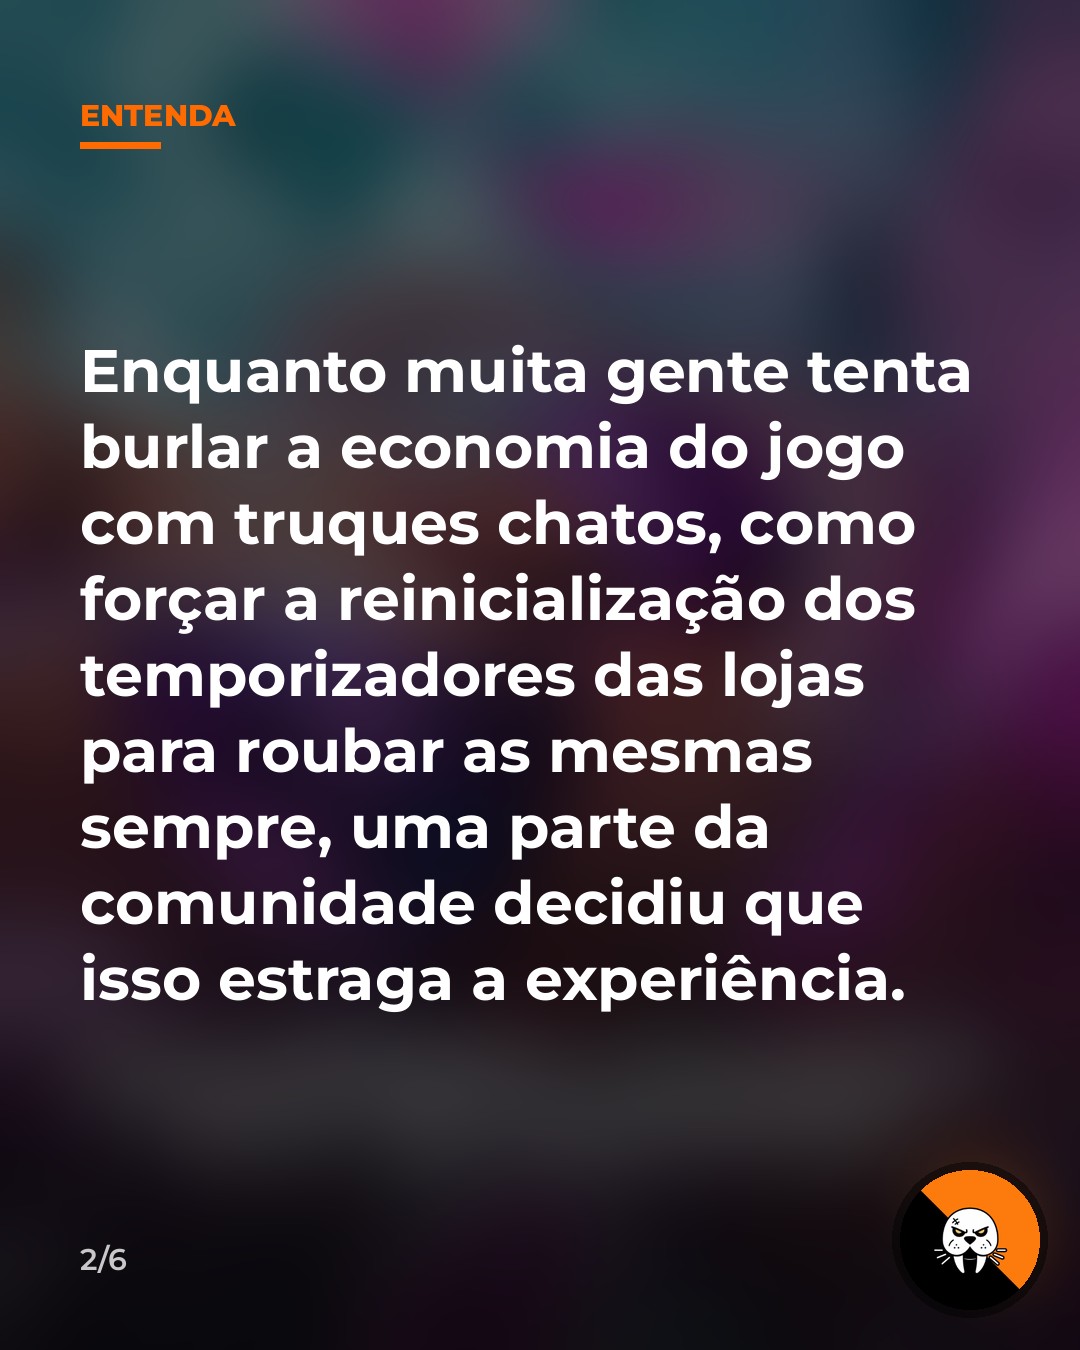 ENTENDA
Enquanto muita gente tenta
burlar a economia do jogo
com truques chatos, como
forçar a reinicialização dos
temporizadores das lojas
para roubar as mesmas
sempre, uma parte da
comunidade decidiu que
isso estraga a experiência.
2/6